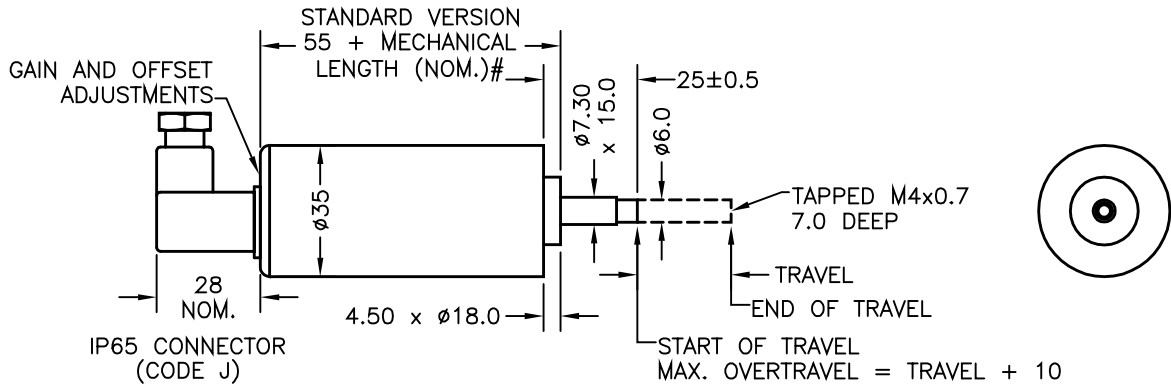 STANDARD VERSION
55 + MECHANICAL
LENGTH (NOM.)#
GAIN AND OFFSET
ADJUSTMENTS
25±0.5
ø7.30
x 15.0
ø6.0
ø35
TAPPED M4x0.7
7.0 DEEP
28
NOM.
TRAVEL
END OF TRAVEL
4.50 x ø18.0
IP65 CONNECTOR
(CODE J)
START OF TRAVEL
MAX. OVERTRAVEL = TRAVEL + 10